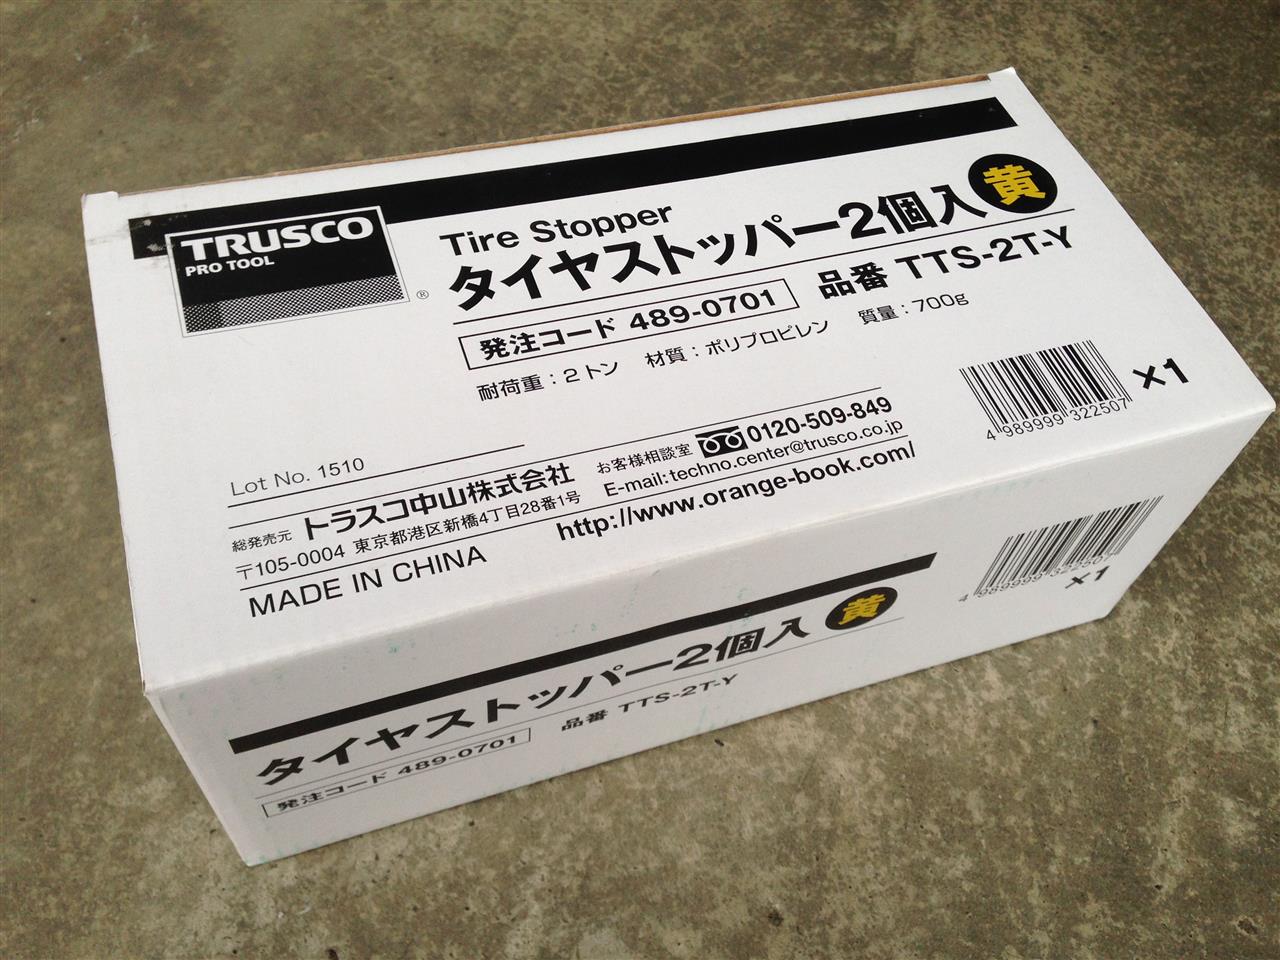 TRUSCO
PRO TOOL
®
Tire Stopper
タイヤストッパー2個入 黄
発注コード 489-0701 品番 TTS-2T-Y
耐荷重：2トン 材質：ポリプロピレン 質量：700g
4 989999 322507 ×1
Lot No. 1510
総発売元 トラスコ中山株式会社
〒105-0004 東京都港区新橋4丁目28番1号
お客様相談室 0120-509-849
E-mail:techno.center@trusco.co.jp
MADE IN CHINA http://www.orange-book.com/
タイヤストッパー2個入 黄
発注コード 489-0701 品番 TTS-2T-Y
4 989999 322507 ×1